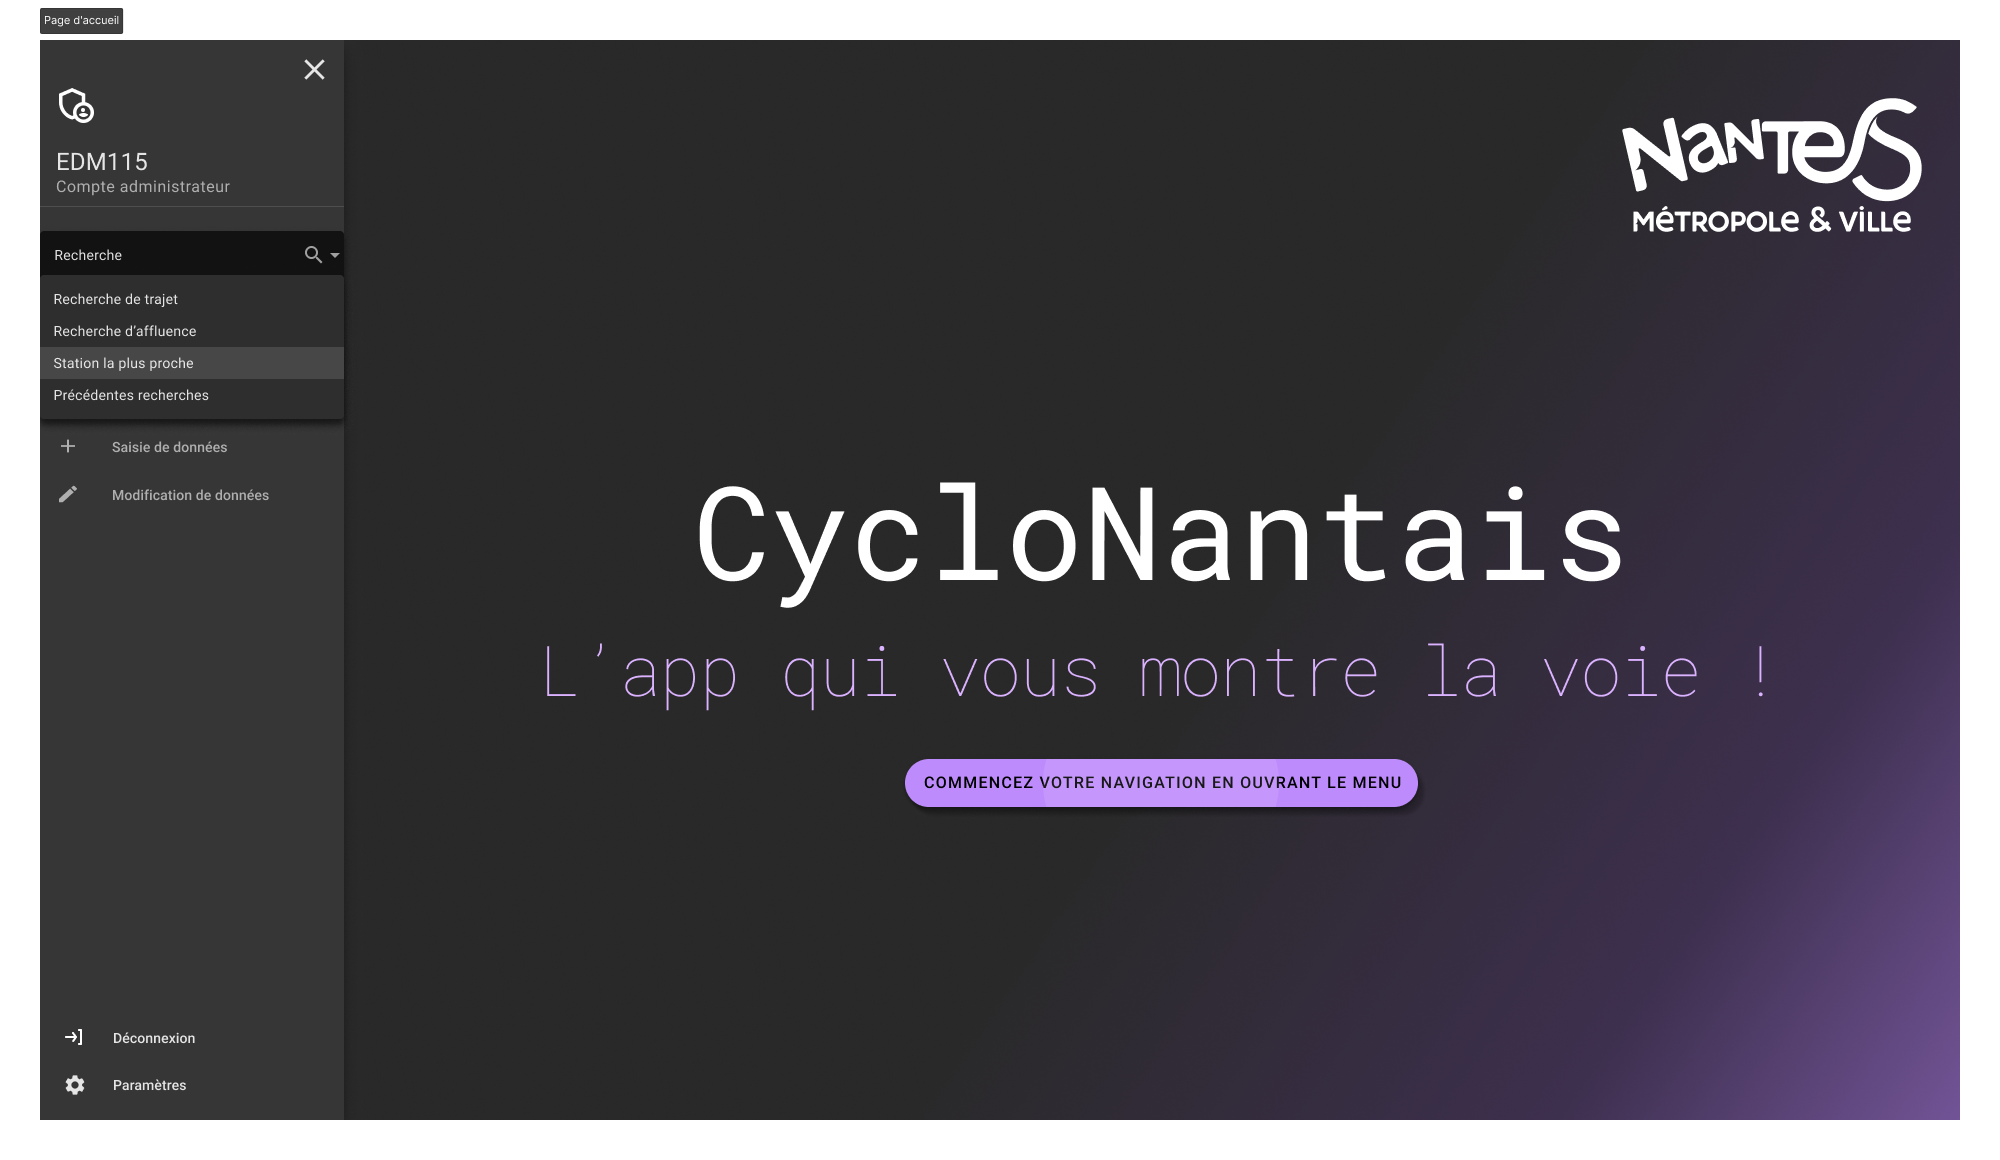 Page d'accueil
EDM115
Compte administrateur
Recherche
Recherche de trajet
Recherche d'affluence
Station la plus proche
Précédentes recherches
Saisie de données
Modification de données
Déconnexion
Paramètres
NANTES
MÉTROPOLE & VILLE
CycloNantais
L'app qui vous montre la voie !
COMMENCEZ VOTRE NAVIGATION EN OUVRANT LE MENU